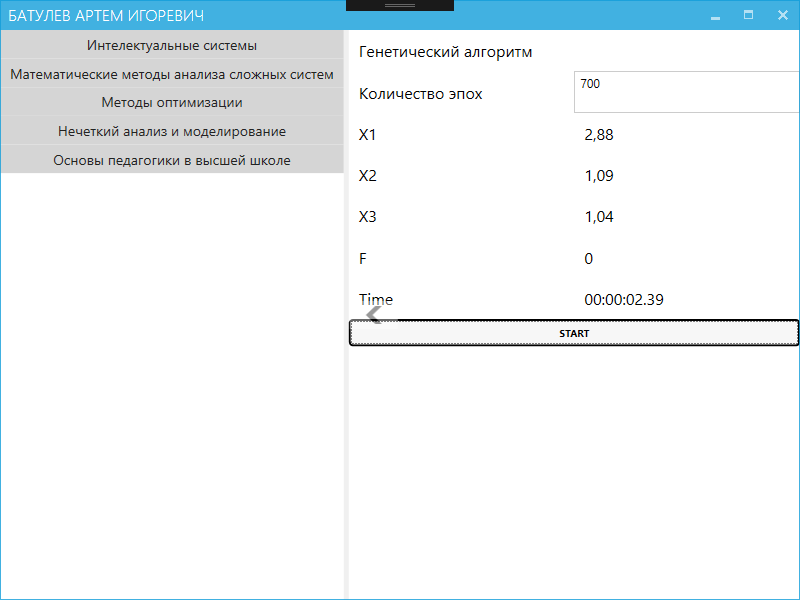 БАТУЛЕВ АРТЕМ ИГОРЕВИЧ
Интелектуальные системы
Математические методы анализа сложных систем
Методы оптимизации
Нечеткий анализ и моделирование
Основы педагогики в высшей школе
Генетический алгоритм
Количество эпох 700
X1 2,88
X2 1,09
X3 1,04
F 0
Time 00:00:02.39
START